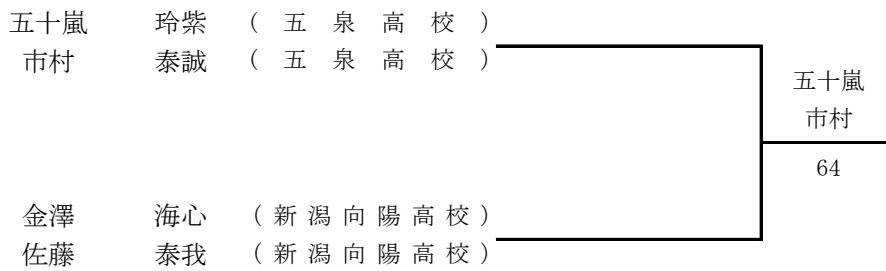 五十嵐 玲紫 （五泉高校）
市村 泰誠 （五泉高校）
五十嵐
市村
64
金澤 海心 （新潟向陽高校）
佐藤 泰我 （新潟向陽高校）